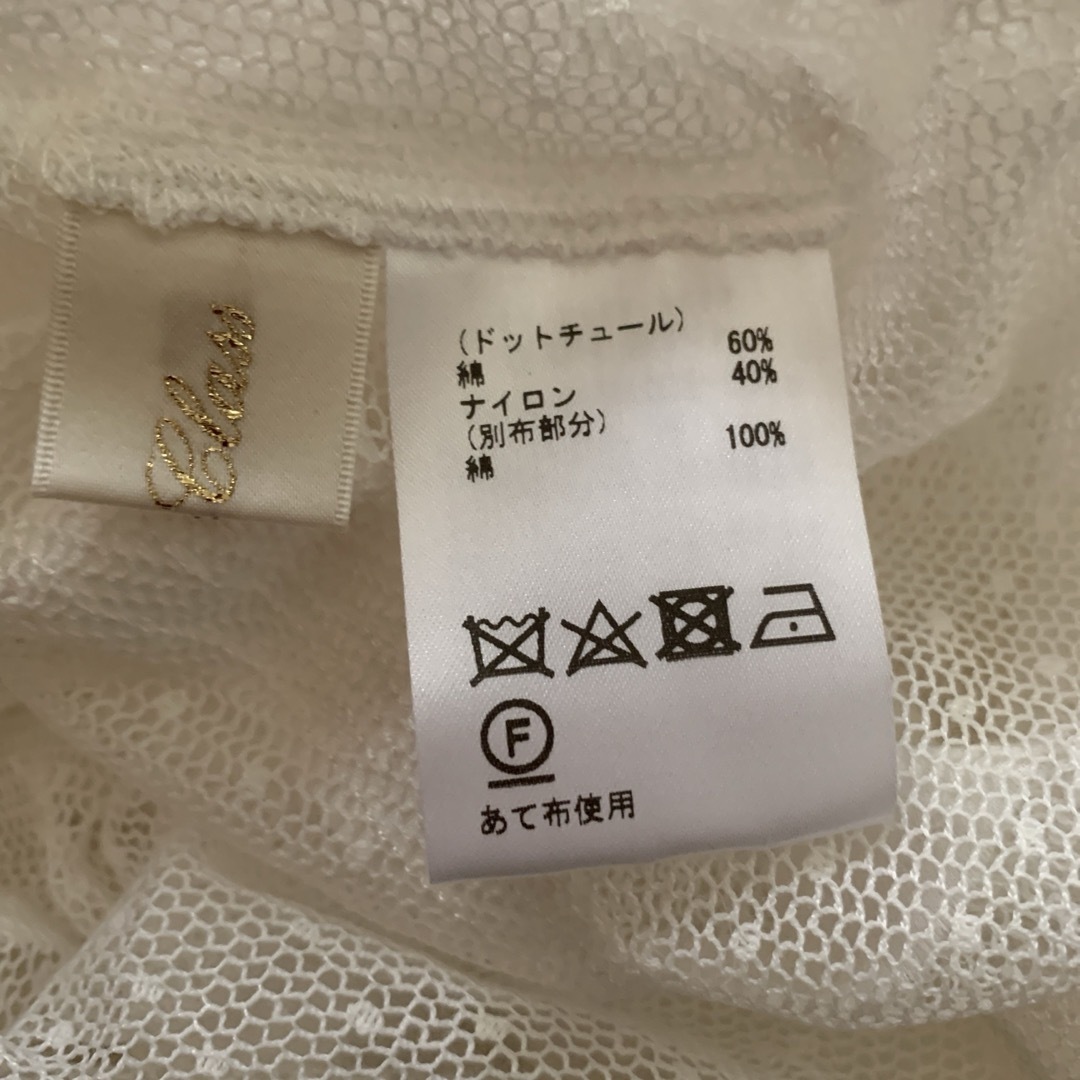 Class
(ドットチュール)
綿 60%
ナイロン 40%
(別布部分)
綿 100%
F
あて布使用